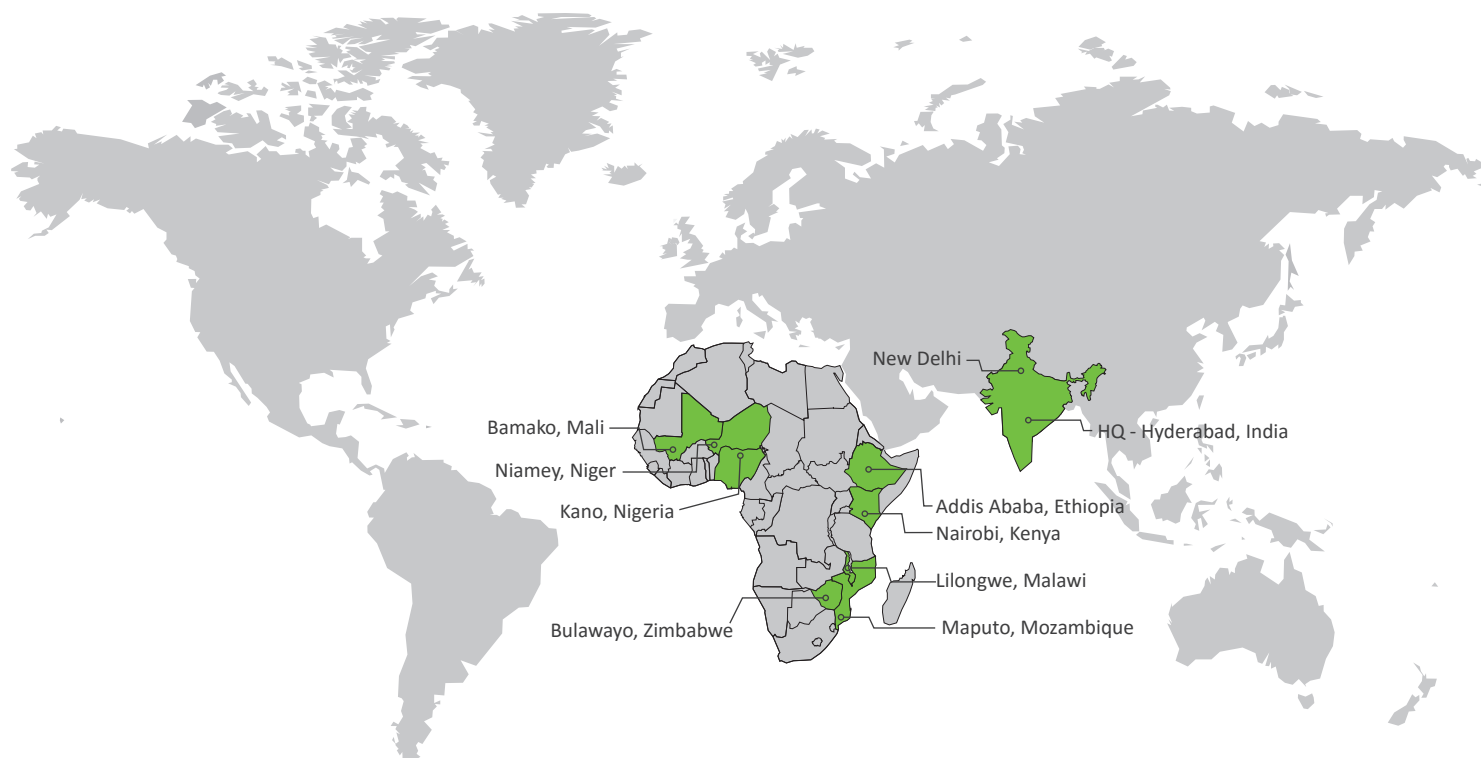 New Delhi
Bamako, Mali
HQ - Hyderabad, India
Niamey, Niger
Kano, Nigeria
Addis Ababa, Ethiopia
Nairobi, Kenya
Lilongwe, Malawi
Bulawayo, Zimbabwe
Maputo, Mozambique